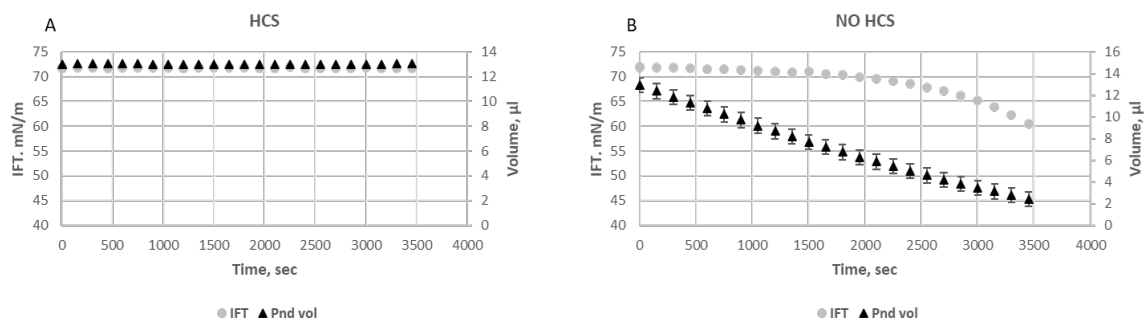 A
HCS
75
70
65
60
55
50
45
40
IFT. mN/m
14
12
10
8
6
4
2
0
Volume, µl
0 500 1000 1500 2000 2500 3000 3500 4000
Time, sec
IFT Pnd vol
B
NO HCS
75
70
65
60
55
50
45
40
IFT. mN/m
16
14
12
10
8
6
4
2
0
Volume, µl
0 500 1000 1500 2000 2500 3000 3500 4000
Time, sec
IFT Pnd vol